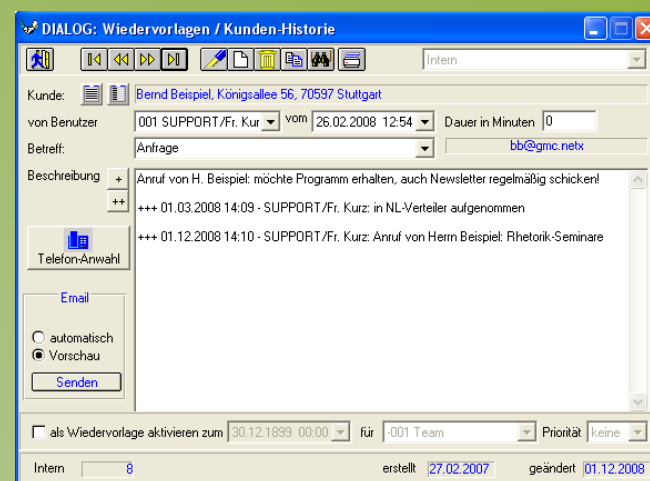 DIALOG: Wiedervorlagen / Kunden-Historie
Intern
Kunde: Bernd Beispiel, Königsallee 56, 70597 Stuttgart
von Benutzer 001 SUPPORT/Fr. Kur vom 26.02.2008 12:54 Dauer in Minuten 0
Betreff: Anfrage bb@gmc.netx
Beschreibung + Anruf von H. Beispiel: möchte Programm erhalten, auch Newsletter regelmäßig schicken!
++ +++ 01.03.2008 14:09 - SUPPORT/Fr. Kurz: in NL-Verteiler aufgenommen
+++ 01.12.2008 14:10 - SUPPORT/Fr. Kurz: Anruf von Herrn Beispiel: Rhetorik-Seminare
Telefon-Anwahl
Email
automatisch
Vorschau
Senden
als Wiedervorlage aktivieren zum 30.12.1899 00:00 für -001 Team Priorität keine
Intern 8 erstellt 27.02.2007 geändert 01.12.2008